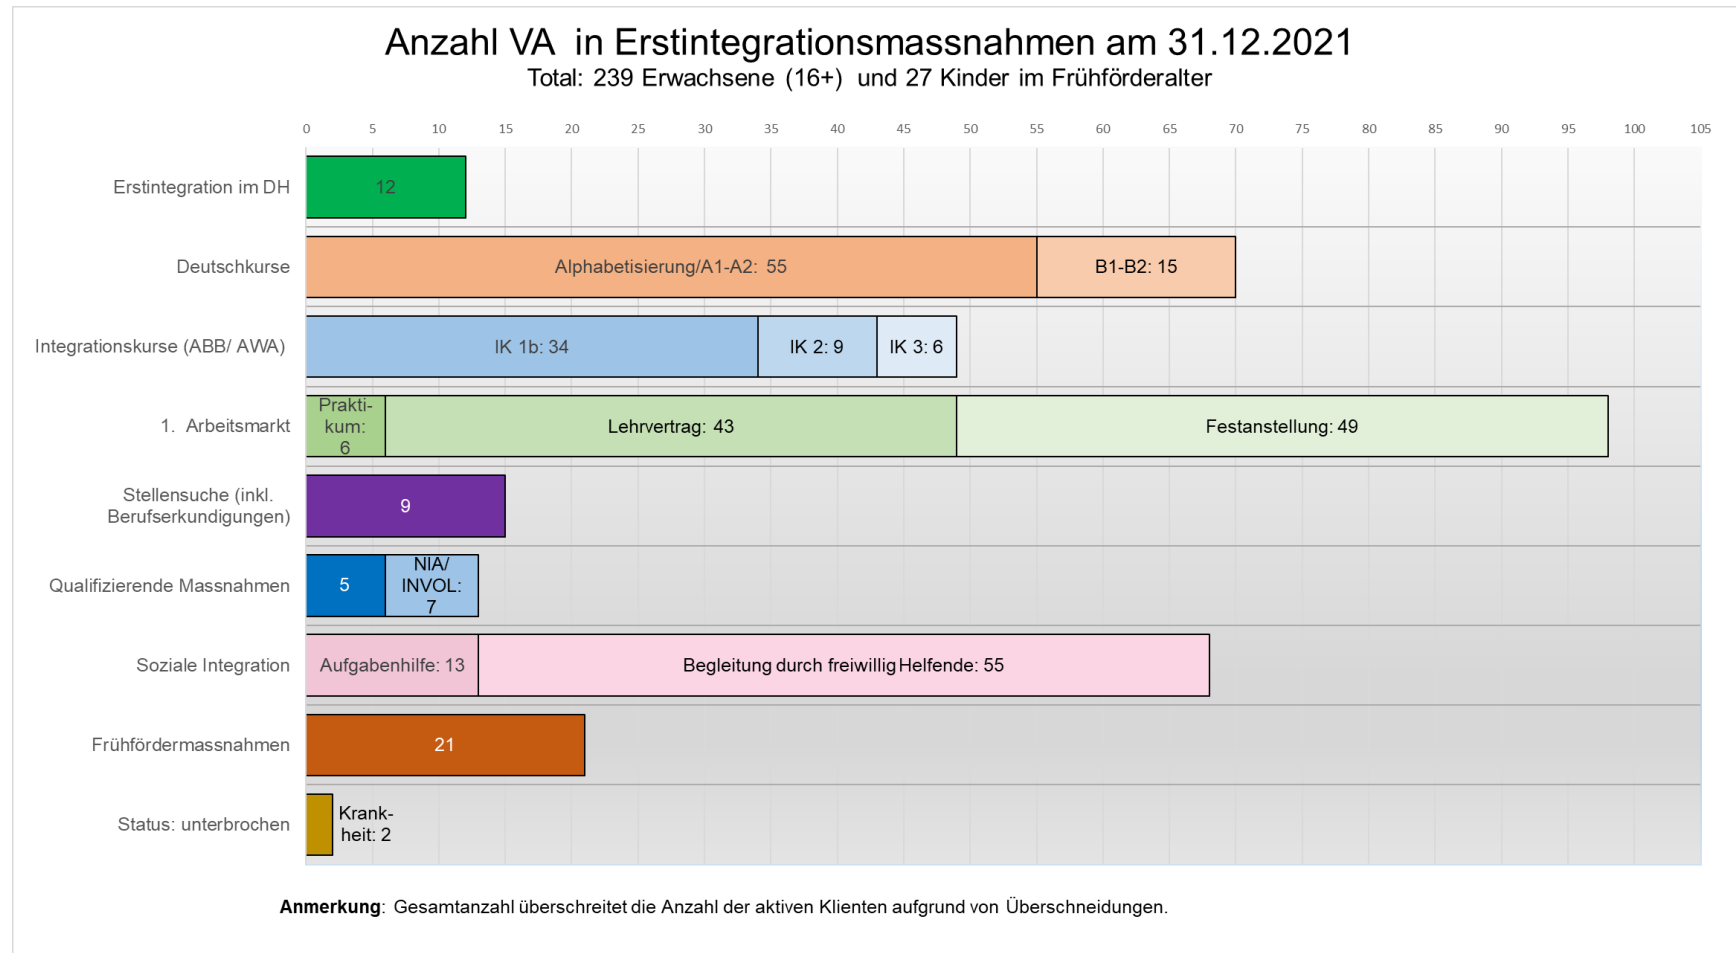 Anzahl VA in Erstintegrationsmassnahmen am 31.12.2021
Total: 239 Erwachsene (16+) und 27 Kinder im Frühförderalter
0 5 10 15 20 25 30 35 40 45 50 55 60 65 70 75 80 85 90 95 100 105
Erstintegration im DH
12
Deutschkurse
Alphabetisierung/A1-A2: 55
B1-B2: 15
Integrationskurse (ABB/ AWA)
IK 1b: 34
IK 2: 9
IK 3: 6
1. Arbeitsmarkt
Prakti-
kum:
6
Lehrvertrag: 43
Festanstellung: 49
Stellensuche (inkl.
Berufserkundigungen)
9
Qualifizierende Massnahmen
5
NIA/
INVOL:
7
Soziale Integration
Aufgabenhilfe: 13
Begleitung durch freiwillig Helfende: 55
Frühfördermassnahmen
21
Status: unterbrochen
Krank-
heit: 2
Anmerkung: Gesamtanzahl überschreitet die Anzahl der aktiven Klienten aufgrund von Überschneidungen.